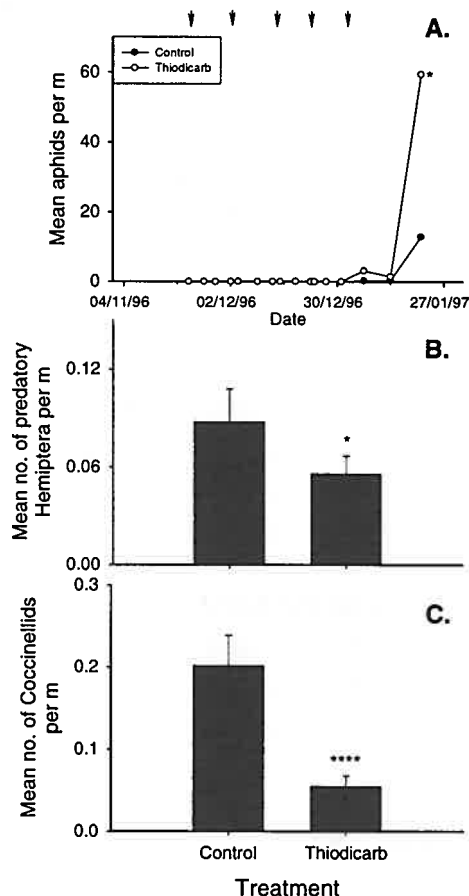 A.
Control
Thiodicarb
Mean aphids per m
60
40
20
0
*
04/11/96 02/12/96 30/12/96 27/01/97
Date
B.
Mean no. of predatory
Hemiptera per m
0.12
0.06
0.00
*
C.
Mean no. of Coccinellids
per m
0.3
0.2
0.1
0.0
****
Control Thiodicarb
Treatment